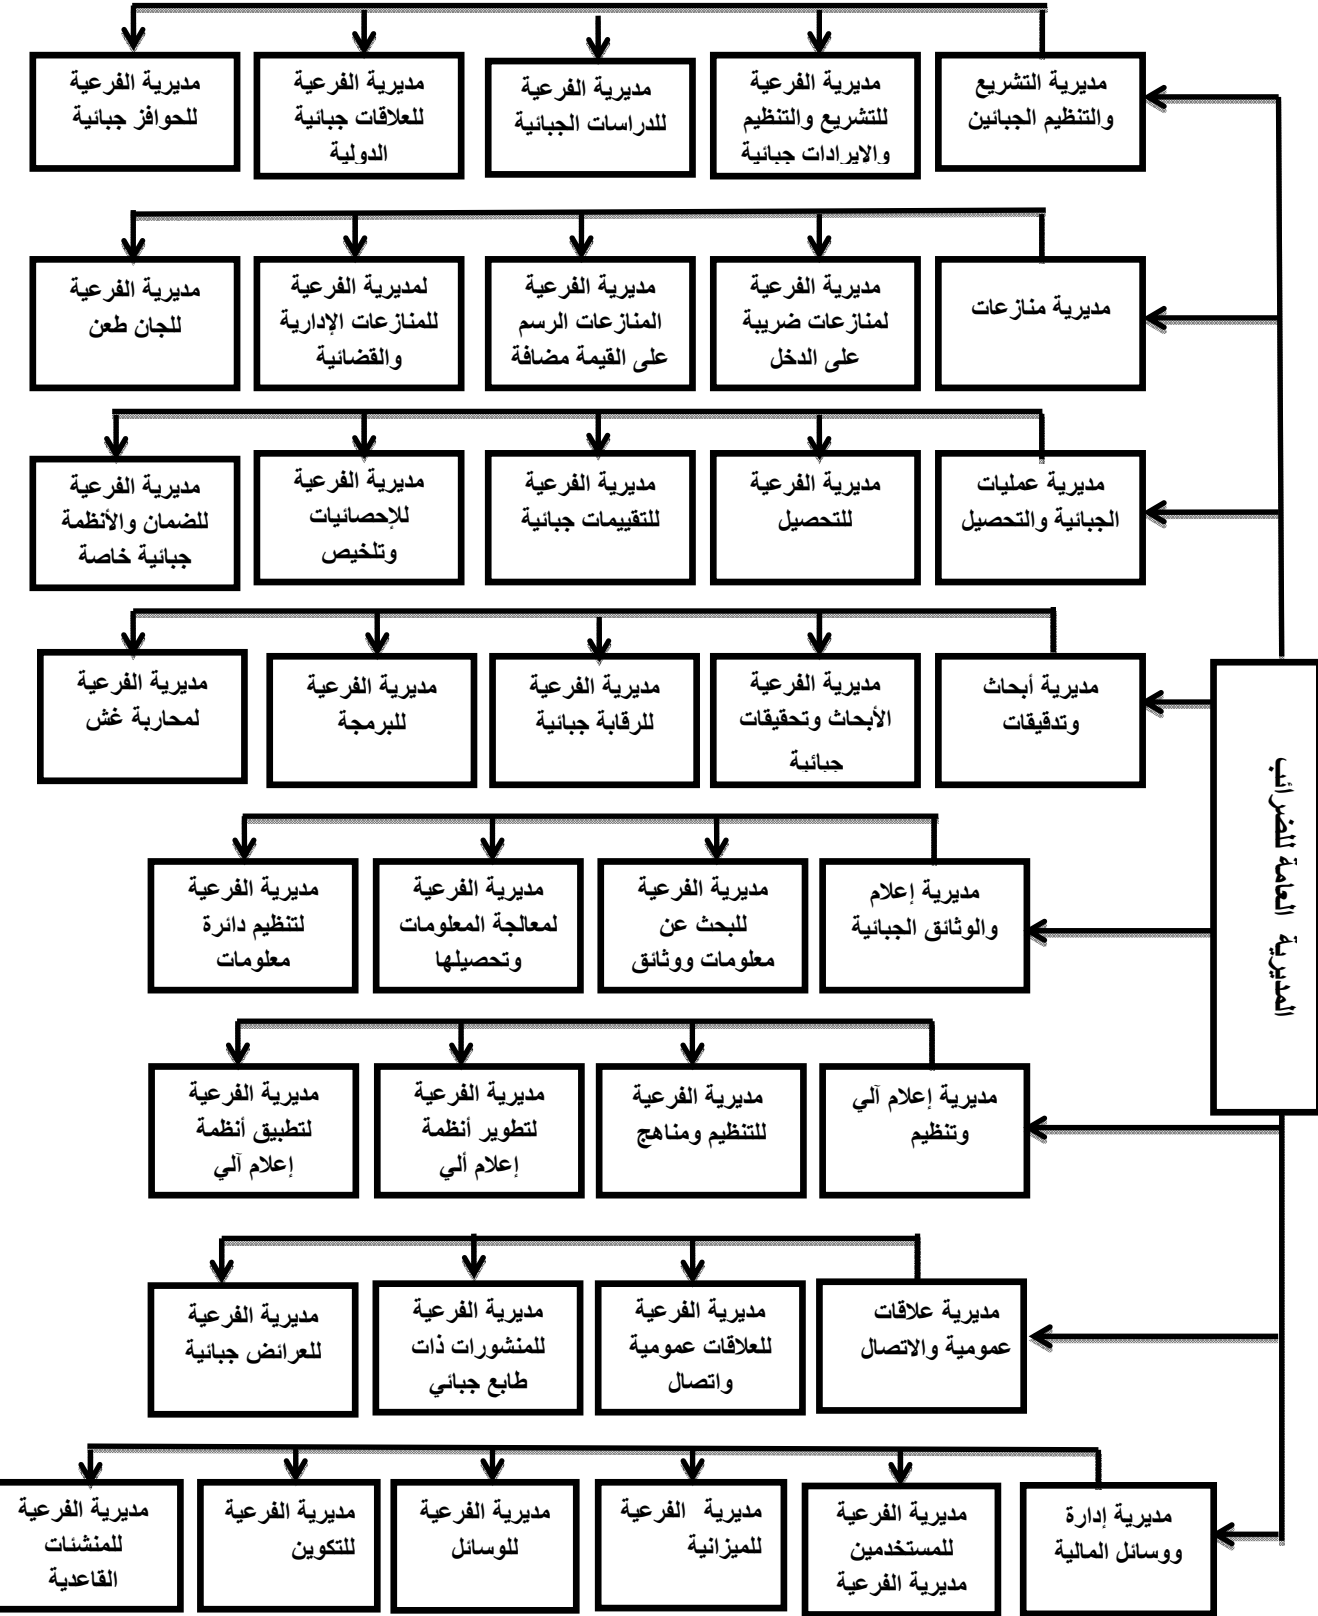 مديرية التشريع
والتنظيم الجبائين
مديرية الفرعية
للتشريع والتنظيم
والايرادات جبائية
مديرية الفرعية
للدراسات الجبائية
مديرية الفرعية
للعلاقات جبائية
الدولية
مديرية الفرعية
للحوافز جبائية
مديرية منازعات
مديرية الفرعية
لمنازعات ضريبة
على الدخل
مديرية الفرعية
المنازعات الرسم
على القيمة مضافة
لمديرية الفرعية
للمنازعات الإدارية
والقضائية
مديرية الفرعية
للجان طعن
مديرية عمليات
الجبائية والتحصيل
مديرية الفرعية
للتحصيل
مديرية الفرعية
للتقييمات جبائية
مديرية الفرعية
للإحصائيات
وتلخيص
مديرية الفرعية
للضمان والأنظمة
جبائية خاصة
المديرية العامة للضرائب
مديرية أبحاث
وتدقيقات
مديرية الفرعية
الأبحاث وتحقيقات
جبائية
مديرية الفرعية
للرقابة جبائية
مديرية الفرعية
للبرمجة
مديرية الفرعية
لمحاربة غش
مديرية إعلام
والوثائق الجبائية
مديرية الفرعية
للبحث عن
معلومات ووثائق
مديرية الفرعية
لمعالجة المعلومات
وتحصيلها
مديرية الفرعية
لتنظيم دائرة
معلومات
مديرية إعلام آلي
وتنظيم
مديرية الفرعية
للتنظيم ومناهج
مديرية الفرعية
لتطوير أنظمة
إعلام ألي
مديرية الفرعية
لتطبيق أنظمة
إعلام آلي
مديرية علاقات
عمومية والاتصال
مديرية الفرعية
للعلاقات عمومية
واتصال
مديرية الفرعية
للمنشورات ذات
طابع جبائي
مديرية الفرعية
للعرائض جبائية
مديرية إدارة
ووسائل المالية
مديرية الفرعية
للمستخدمين
مديرية الفرعية
مديرية الفرعية
للميزانية
مديرية الفرعية
للوسائل
مديرية الفرعية
للتكوين
مديرية الفرعية
للمنشئات
القاعدية